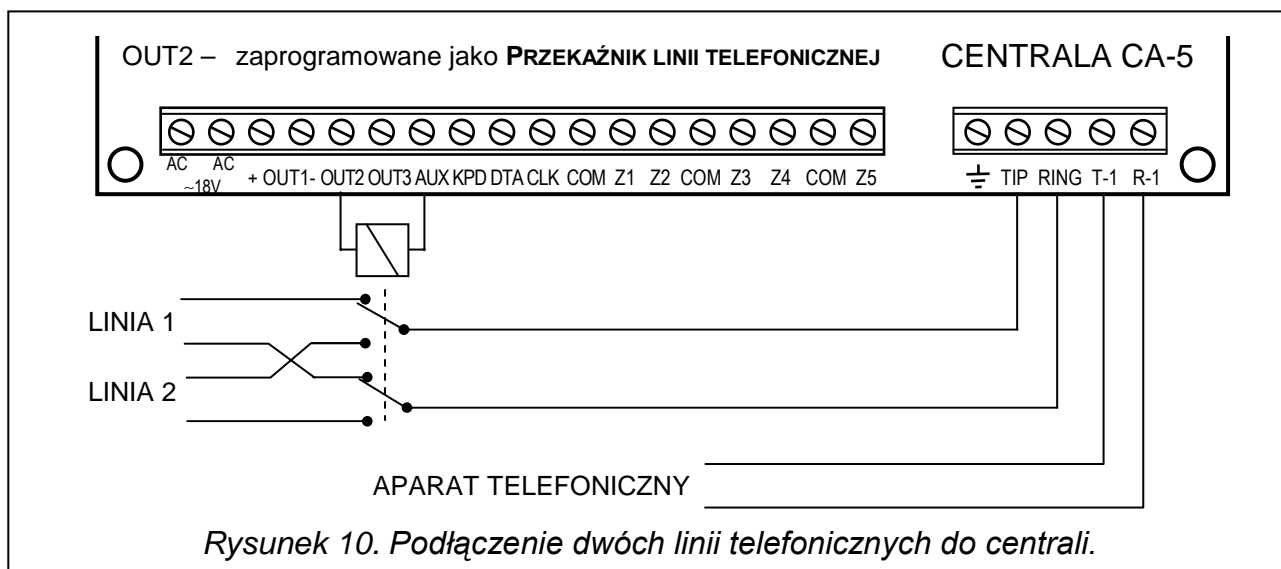 OUT2 – zaprogramowane jako PRZEKAŹNIK LINII TELEFONICZNEJ CENTRALA CA-5
AC AC + OUT1- OUT2 OUT3 AUX KPD DTA CLK COM Z1 Z2 COM Z3 Z4 COM Z5 TIP RING T-1 R-1
~18V
LINIA 1
LINIA 2
APARAT TELEFONICZNY
Rysunek 10. Podłączenie dwóch linii telefonicznych do centrali.